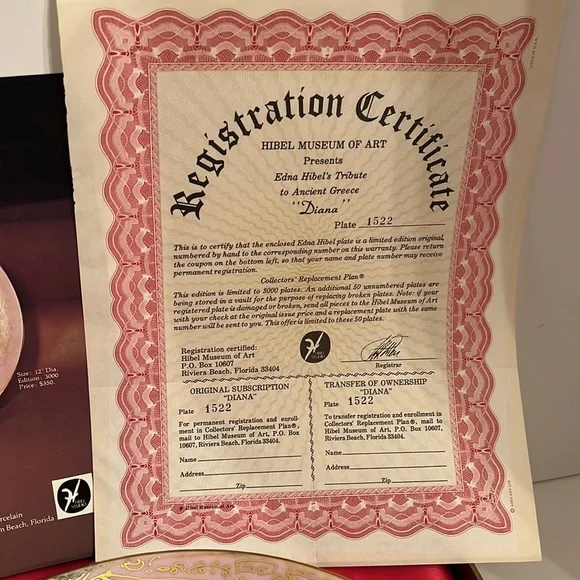 Registration Certificate
HIBEL MUSEUM OF ART
Presents
Edna Hibel's Tribute
to Ancient Greece
"Diana"
Plate 1522
This is to certify that the enclosed Edna Hibel plate is a limited edition original,
numbered by hand to the corresponding number on this warranty. Please return
the coupon on the bottom left, so that your name and plate number may receive
permanent registration.
Collectors' Replacement Plan®
This edition is limited to 3000 plates. An additional 50 unnumbered plates are
being stored in a vault for the purpose of replacing broken plates. Note: if your
registered plate is damaged or broken, send all pieces to the Hibel Museum of Art
with your check at the original issue price and a replacement plate with the same
number will be sent to you. This offer is limited to these 50 plates.
Registration certified:
Hibel Museum of Art
P.O. Box 10607
Riviera Beach, Florida 33404
HIBEL
STUDIO
Registrar
ORIGINAL SUBSCRIPTION
"DIANA"
Plate 1522
For permanent registration and enroll-
ment in Collectors' Replacement Plan®,
mail to Hibel Museum of Art, P.O. Box
10607, Riviera Beach, Florida 33404.
Name
Address
Zip
TRANSFER OF OWNERSHIP
"DIANA"
Plate 1522
To transfer registration and enrollment in
Collectors' Replacement Plan®, mail to
Hibel Museum of Art, P.O. Box 10607,
Riviera Beach, Florida 33404.
Name
Address
Zip
® Hibel Museum of Art
Size: 12" Dia.
Edition: 3000
Price: $350.
HIBEL
STUDIO
Beach, Florida